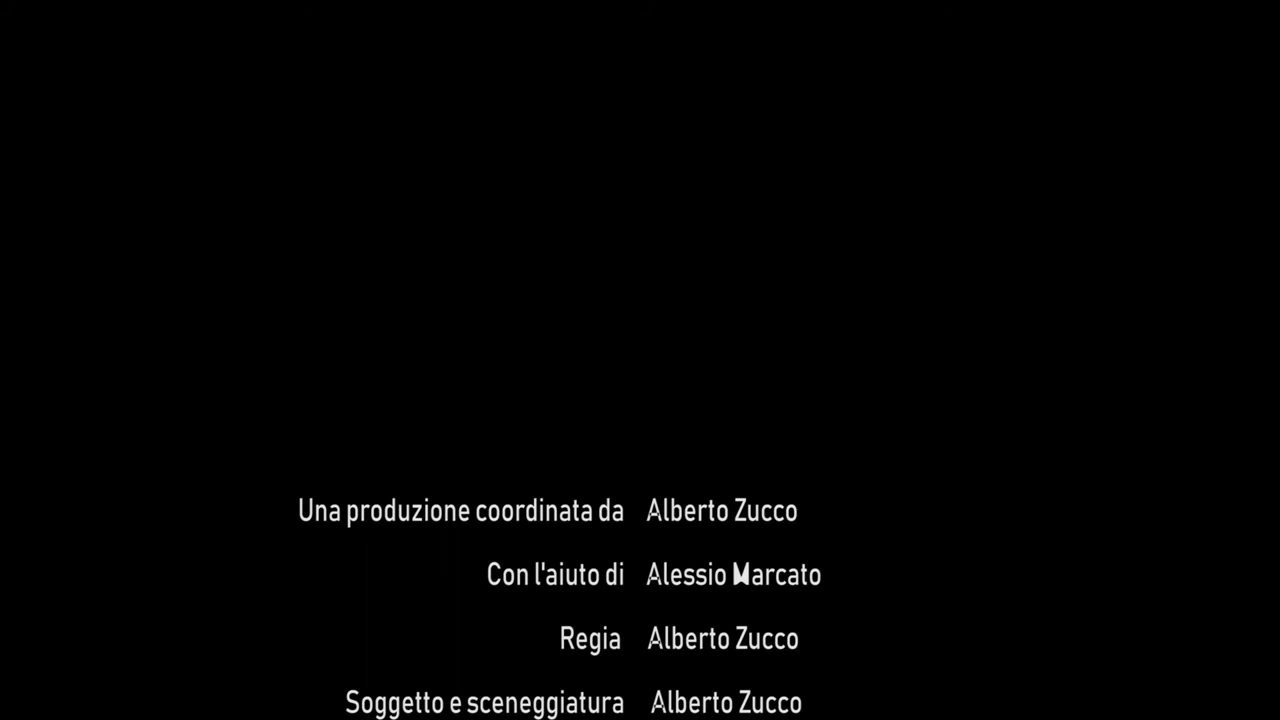 Una produzione coordinata da Alberto Zucco
Con l'aiuto di Alessio Marcato
Regia Alberto Zucco
Soggetto e sceneggiatura Alberto Zucco